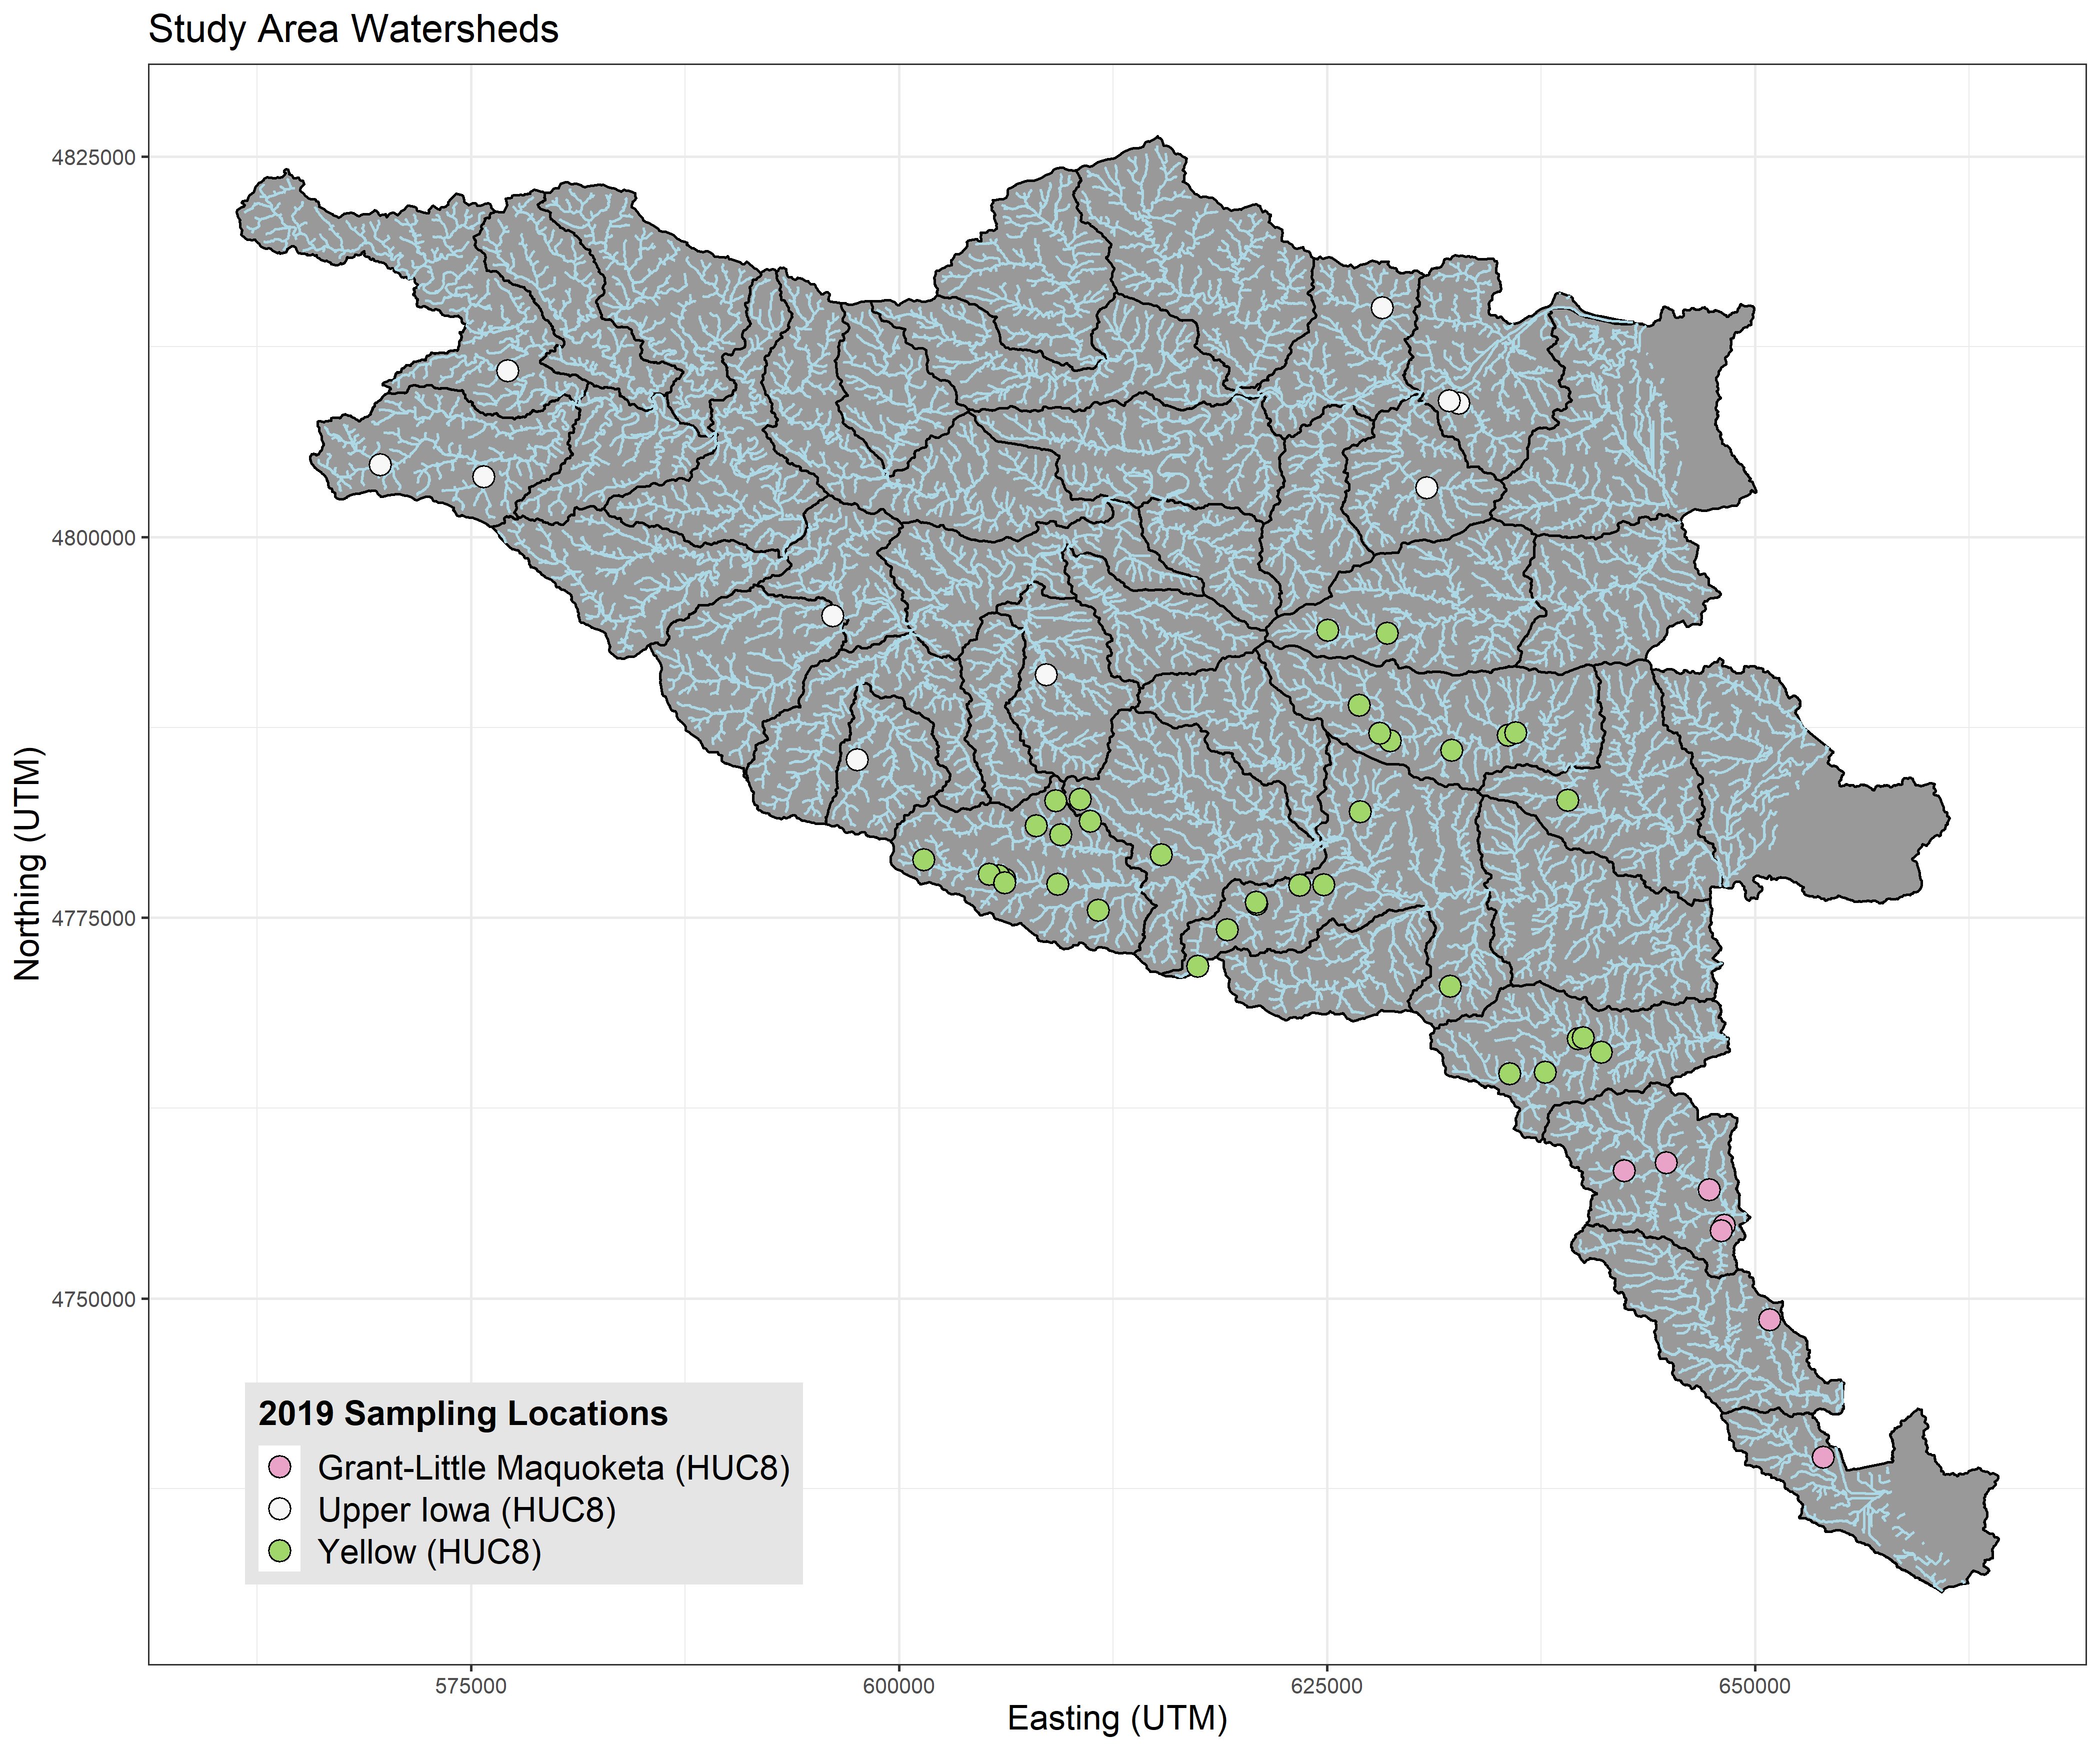 Study Area Watersheds
4825000
4800000
4775000
4750000
Northing (UTM)
2019 Sampling Locations
Grant-Little Maquoketa (HUC8)
Upper Iowa (HUC8)
Yellow (HUC8)
575000
600000
625000
650000
Easting (UTM)